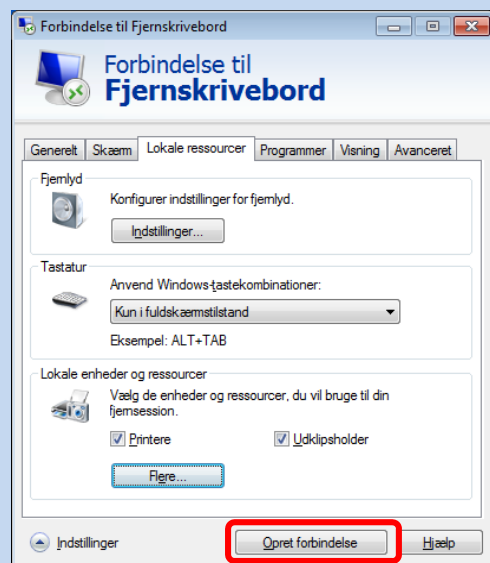 Forbindelse til Fjernskrivebord
Forbindelse til
Fjernskrivebord
Generelt Skærm Lokale ressourcer Programmer Visning Avanceret
Fjernlyd
Konfigurer indstillinger for fjernlyd.
Indstillinger...
Tastatur
Anvend Windows-tastekombinationer:
Kun i fuldskærmstilstand
Eksempel: ALT+TAB
Lokale enheder og ressourcer
Vælg de enheder og ressourcer, du vil bruge til din
fjernsession.
Printere Udklipsholder
Flere...
Indstillinger Opret forbindelse Hjælp